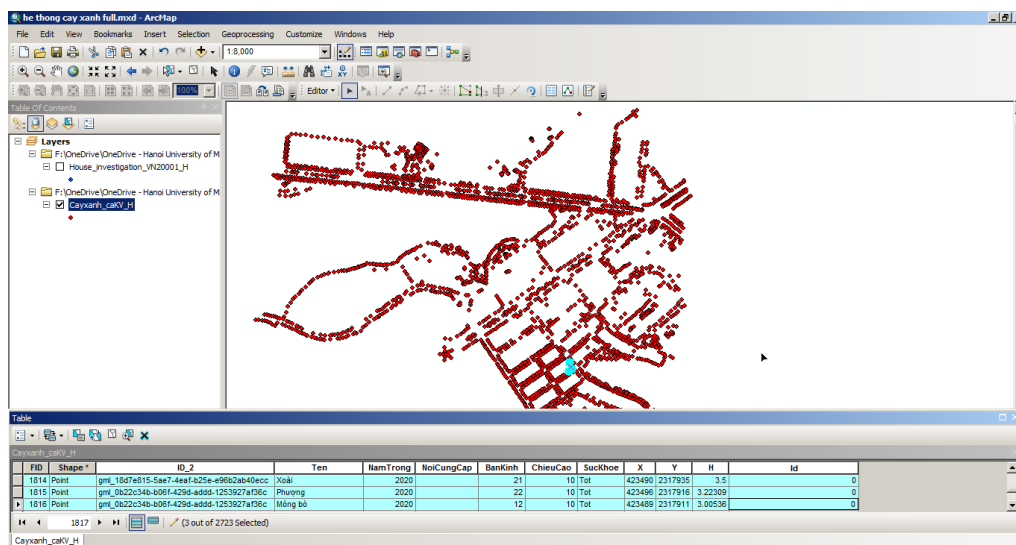 he thong cay xanh full.mxd - ArcMap
File Edit View Bookmarks Insert Selection Geoprocessing Customize Windows Help
1:8,000
100% Editor
Table Of Contents
Layers
F:\OneDrive\OneDrive - Hanoi University of M
House_investigation_VN20001_H
F:\OneDrive\OneDrive - Hanoi University of M
Cayxanh_caKV_H
Table
Cayxanh_caKV_H
FID Shape * ID_2 Ten NamTrong NoiCungCap BanKinh ChieuCao SucKhoe X Y H Id
1814 Point gml_18d7e815-5ae7-4eaf-b25e-e96b2ab40ecc Xoài 2020 21 10 Tot 423490 2317935 3.5 0
1815 Point gml_0b22c34b-b06f-429d-addd-1253927af36c Phượng 2020 22 10 Tot 423496 2317916 3.22309 0
1816 Point gml_0b22c34b-b06f-429d-addd-1253927af36c Móng bò 2020 12 10 Tot 423489 2317911 3.00536 0
1817 (3 out of 2723 Selected)
Cayxanh_caKV_H